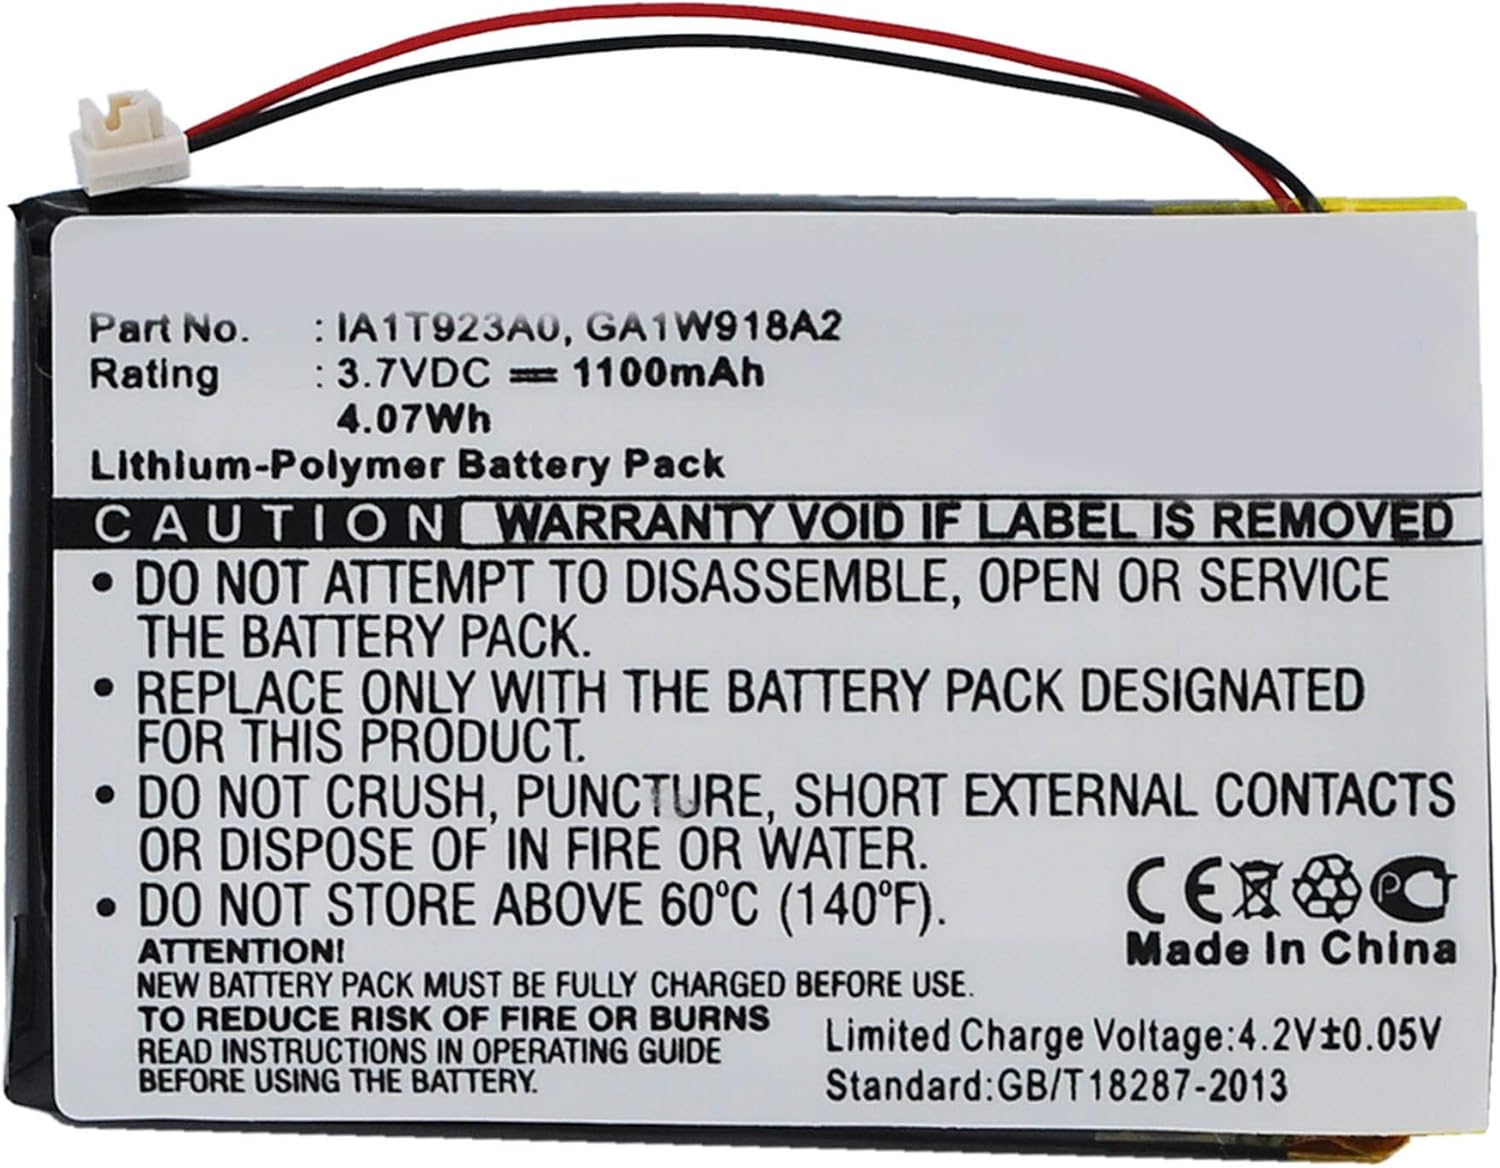 Part No. : IA1T923A0, GA1W918A2
Rating : 3.7VDC ⎓ 1100mAh
4.07Wh
Lithium-Polymer Battery Pack
CAUTION WARRANTY VOID IF LABEL IS REMOVED
• DO NOT ATTEMPT TO DISASSEMBLE, OPEN OR SERVICE
THE BATTERY PACK.
• REPLACE ONLY WITH THE BATTERY PACK DESIGNATED
FOR THIS PRODUCT.
• DO NOT CRUSH, PUNCTURE, SHORT EXTERNAL CONTACTS
OR DISPOSE OF IN FIRE OR WATER.
• DO NOT STORE ABOVE 60°C (140°F).
CE PCT
Made In China
ATTENTION!
NEW BATTERY PACK MUST BE FULLY CHARGED BEFORE USE.
TO REDUCE RISK OF FIRE OR BURNS
READ INSTRUCTIONS IN OPERATING GUIDE
BEFORE USING THE BATTERY.
Limited Charge Voltage:4.2V±0.05V
Standard:GB/T18287-2013